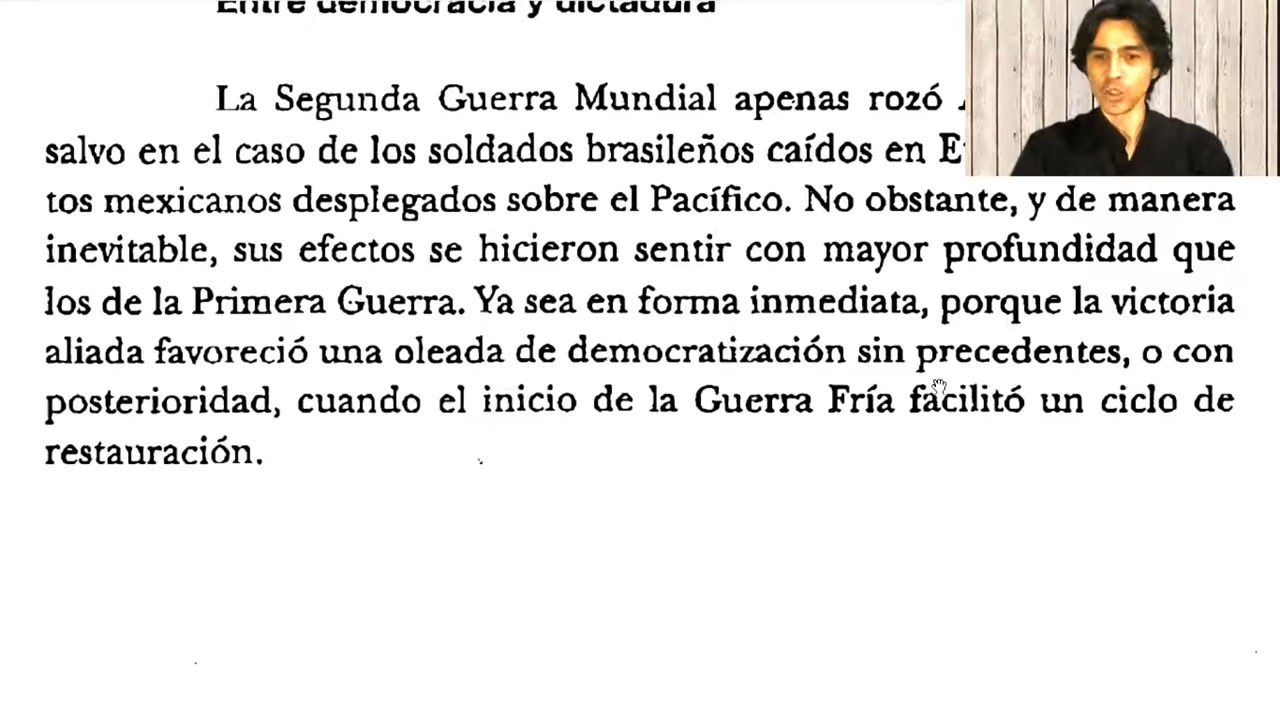 Entre democracia y dictadura
La Segunda Guerra Mundial apenas rozó
salvo en el caso de los soldados brasileños caídos en
tos mexicanos desplegados sobre el Pacífico. No obstante, y de manera
inevitable, sus efectos se hicieron sentir con mayor profundidad que
los de la Primera Guerra. Ya sea en forma inmediata, porque la victoria
aliada favoreció una oleada de democratización sin precedentes, o con
posterioridad, cuando el inicio de la Guerra Fría facilitó un ciclo de
restauración.